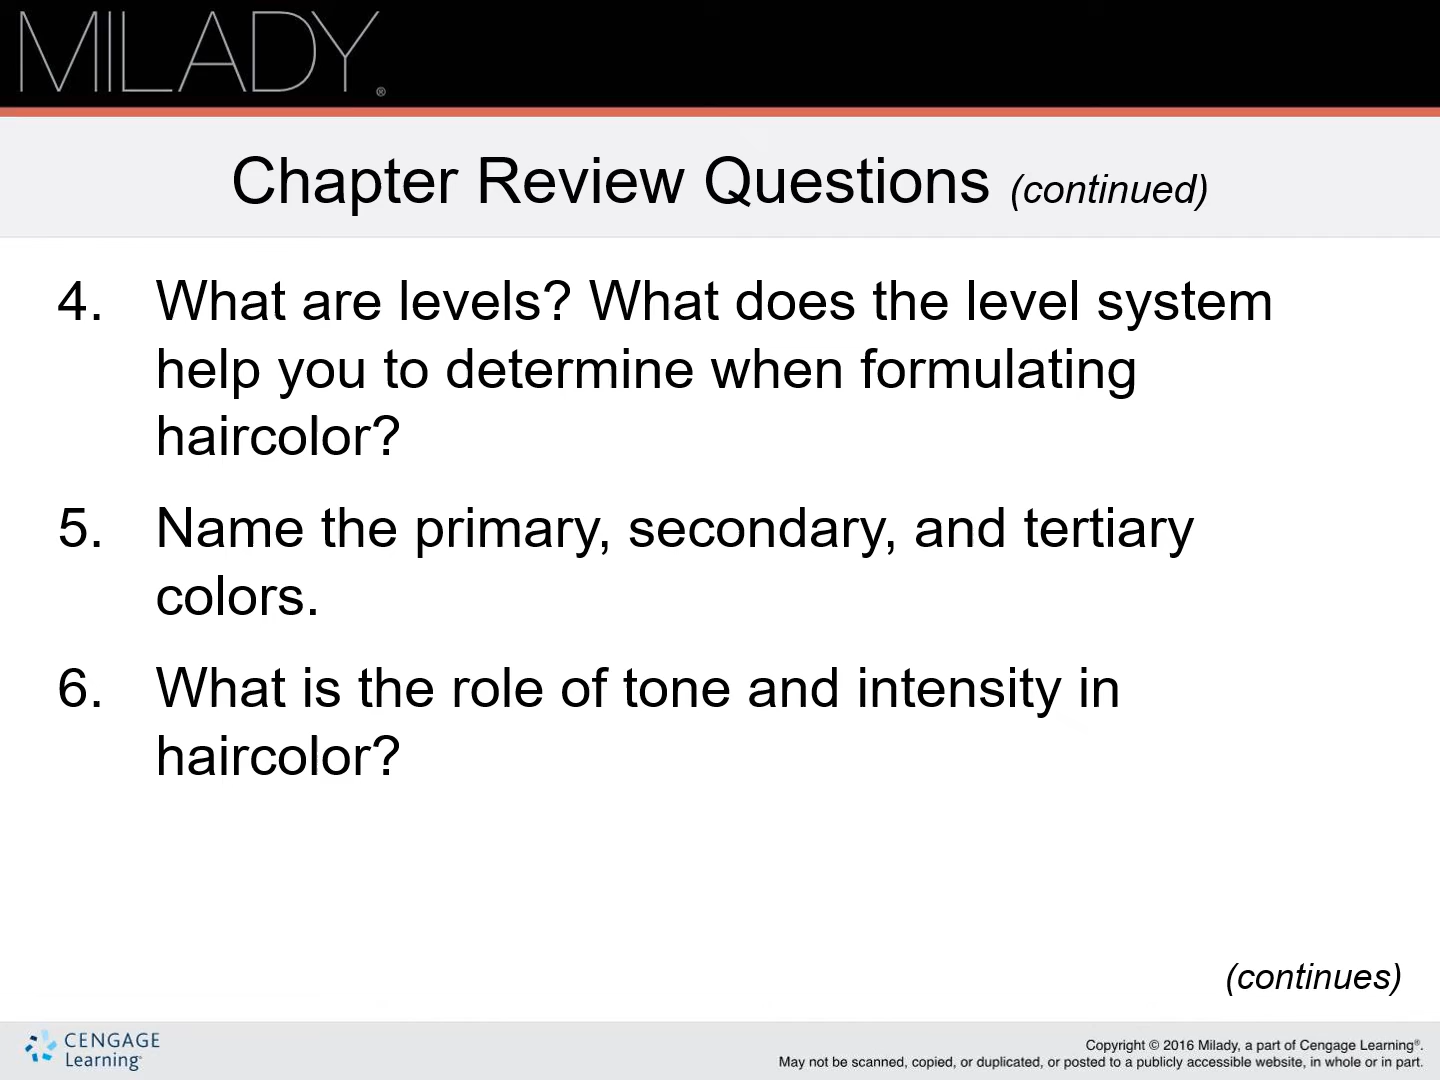 MILADY®
Chapter Review Questions (continued)
4. What are levels? What does the level system
help you to determine when formulating
haircolor?
5. Name the primary, secondary, and tertiary
colors.
6. What is the role of tone and intensity in
haircolor?
(continues)
CENGAGE
Learning®
Copyright © 2016 Milady, a part of Cengage Learning®.
May not be scanned, copied, or duplicated, or posted to a publicly accessible website, in whole or in part.